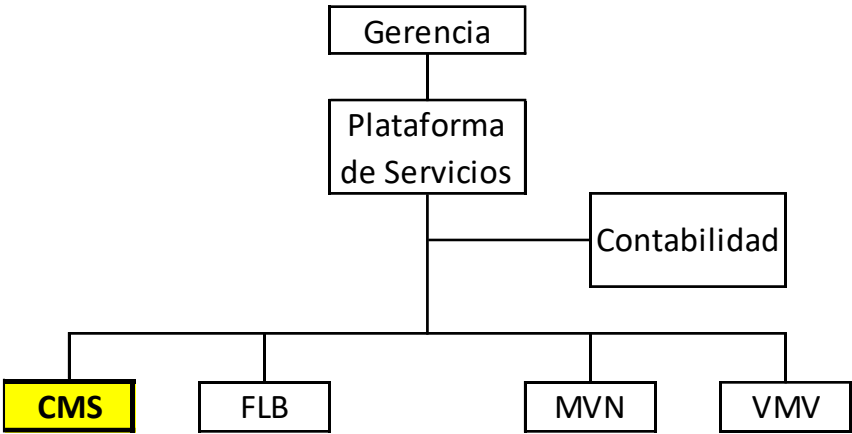 Gerencia
Plataforma
de Servicios
Contabilidad
CMS
FLB
MVN
VMV